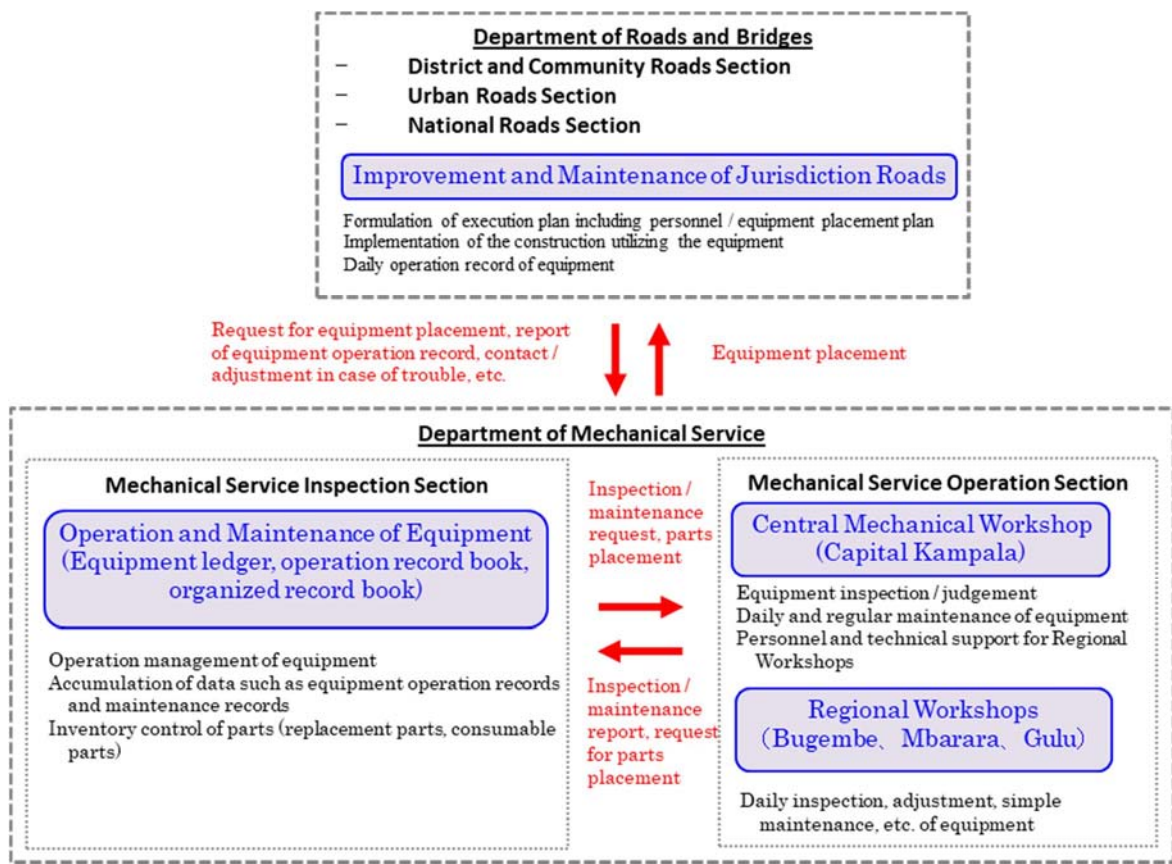 Department of Roads and Bridges
– District and Community Roads Section
– Urban Roads Section
– National Roads Section
Improvement and Maintenance of Jurisdiction Roads
Formulation of execution plan including personnel / equipment placement plan
Implementation of the construction utilizing the equipment
Daily operation record of equipment
Request for equipment placement, report
of equipment operation record, contact /
adjustment in case of trouble, etc.
Equipment placement
Department of Mechanical Service
Mechanical Service Inspection Section
Operation and Maintenance of Equipment
(Equipment ledger, operation record book,
organized record book)
Operation management of equipment
Accumulation of data such as equipment operation records
and maintenance records
Inventory control of parts (replacement parts, consumable
parts)
Inspection /
maintenance
request, parts
placement
Inspection /
maintenance
report, request
for parts
placement
Mechanical Service Operation Section
Central Mechanical Workshop
(Capital Kampala)
Equipment inspection / judgement
Daily and regular maintenance of equipment
Personnel and technical support for Regional
Workshops
Regional Workshops
（Bugembe、Mbarara、Gulu）
Daily inspection, adjustment, simple
maintenance, etc. of equipment